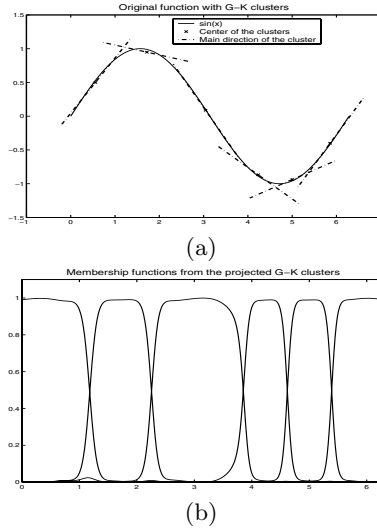 Original function with G−K clusters
sin(x)
Center of the clusters
Main direction of the cluster
1.5
1
0.5
0
−0.5
−1
−1.5
−1 0 1 2 3 4 5 6
(a)
Membership functions from the projected G−K clusters
1
0.8
0.6
0.4
0.2
0
0 1 2 3 4 5 6
(b)